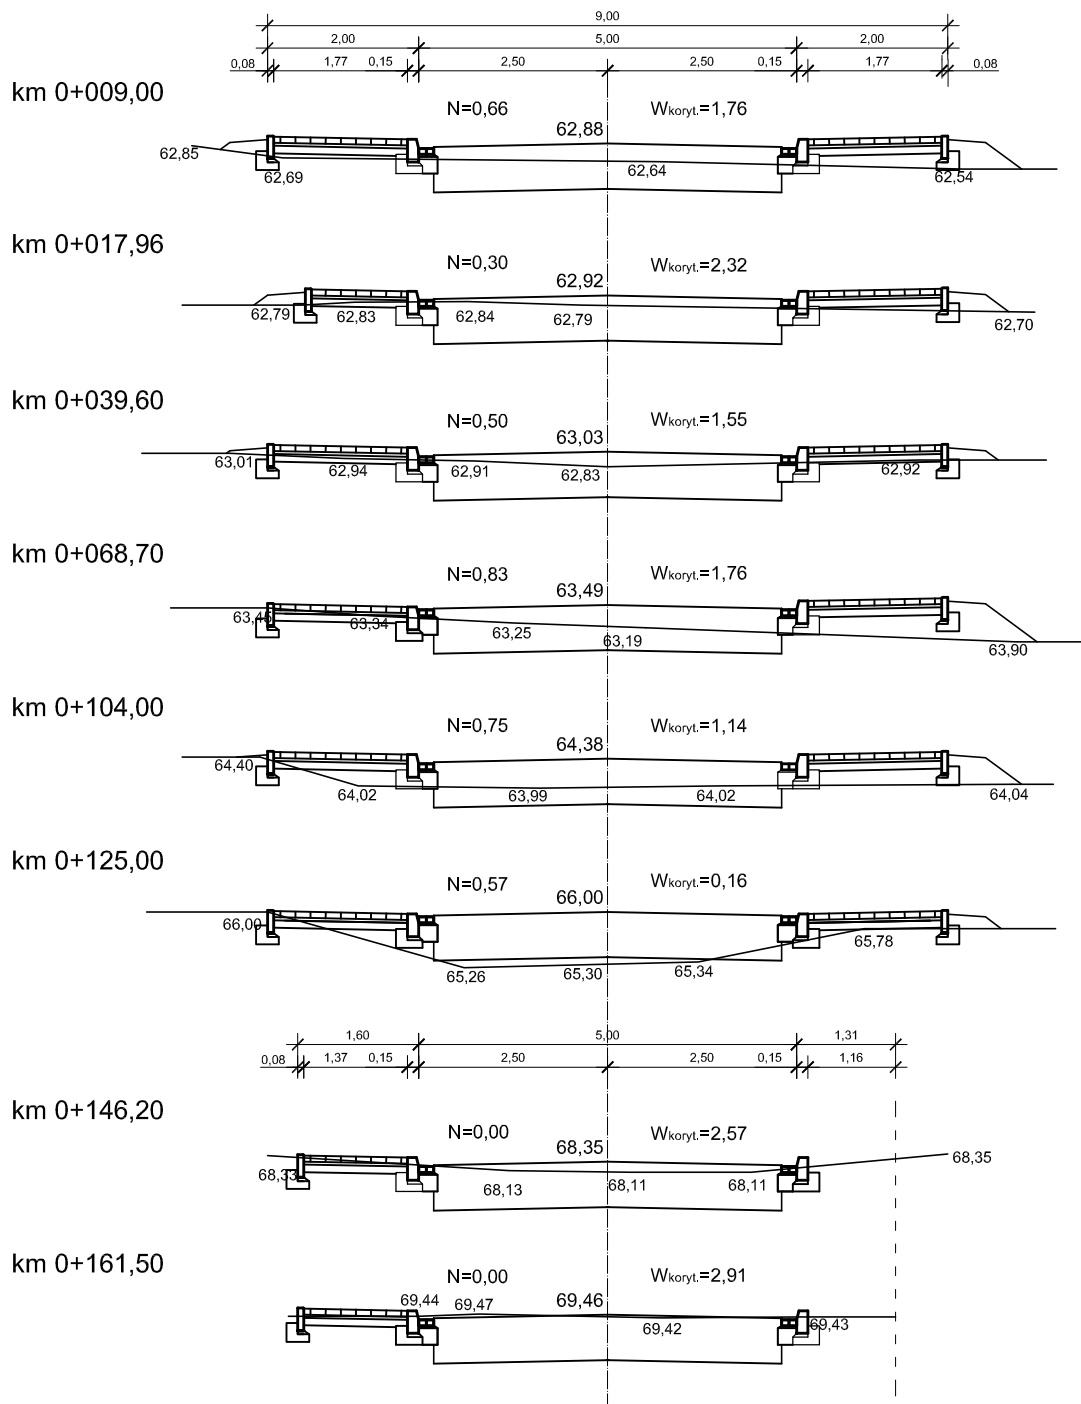 9,00
2,00 5,00 2,00
0,08 1,77 0,15 2,50 2,50 0,15 1,77 0,08
km 0+009,00
N=0,66 Wkoryt.=1,76
62,88
62,85 62,69 62,64 62,54
km 0+017,96
N=0,30 Wkoryt.=2,32
62,92
62,79 62,83 62,84 62,79 62,70
km 0+039,60
N=0,50 Wkoryt.=1,55
63,03
63,01 62,94 62,91 62,83 62,92
km 0+068,70
N=0,83 Wkoryt.=1,76
63,49
63,45 63,34 63,25 63,19 63,90
km 0+104,00
N=0,75 Wkoryt.=1,14
64,38
64,40 64,02 63,99 64,02 64,04
km 0+125,00
N=0,57 Wkoryt.=0,16
66,00
66,00 65,26 65,30 65,34 65,78
1,60 5,00 1,31
0,08 1,37 0,15 2,50 2,50 0,15 1,16
km 0+146,20
N=0,00 Wkoryt.=2,57
68,35
68,33 68,13 68,11 68,11 68,35
km 0+161,50
N=0,00 Wkoryt.=2,91
69,44 69,47 69,46
69,42 69,43